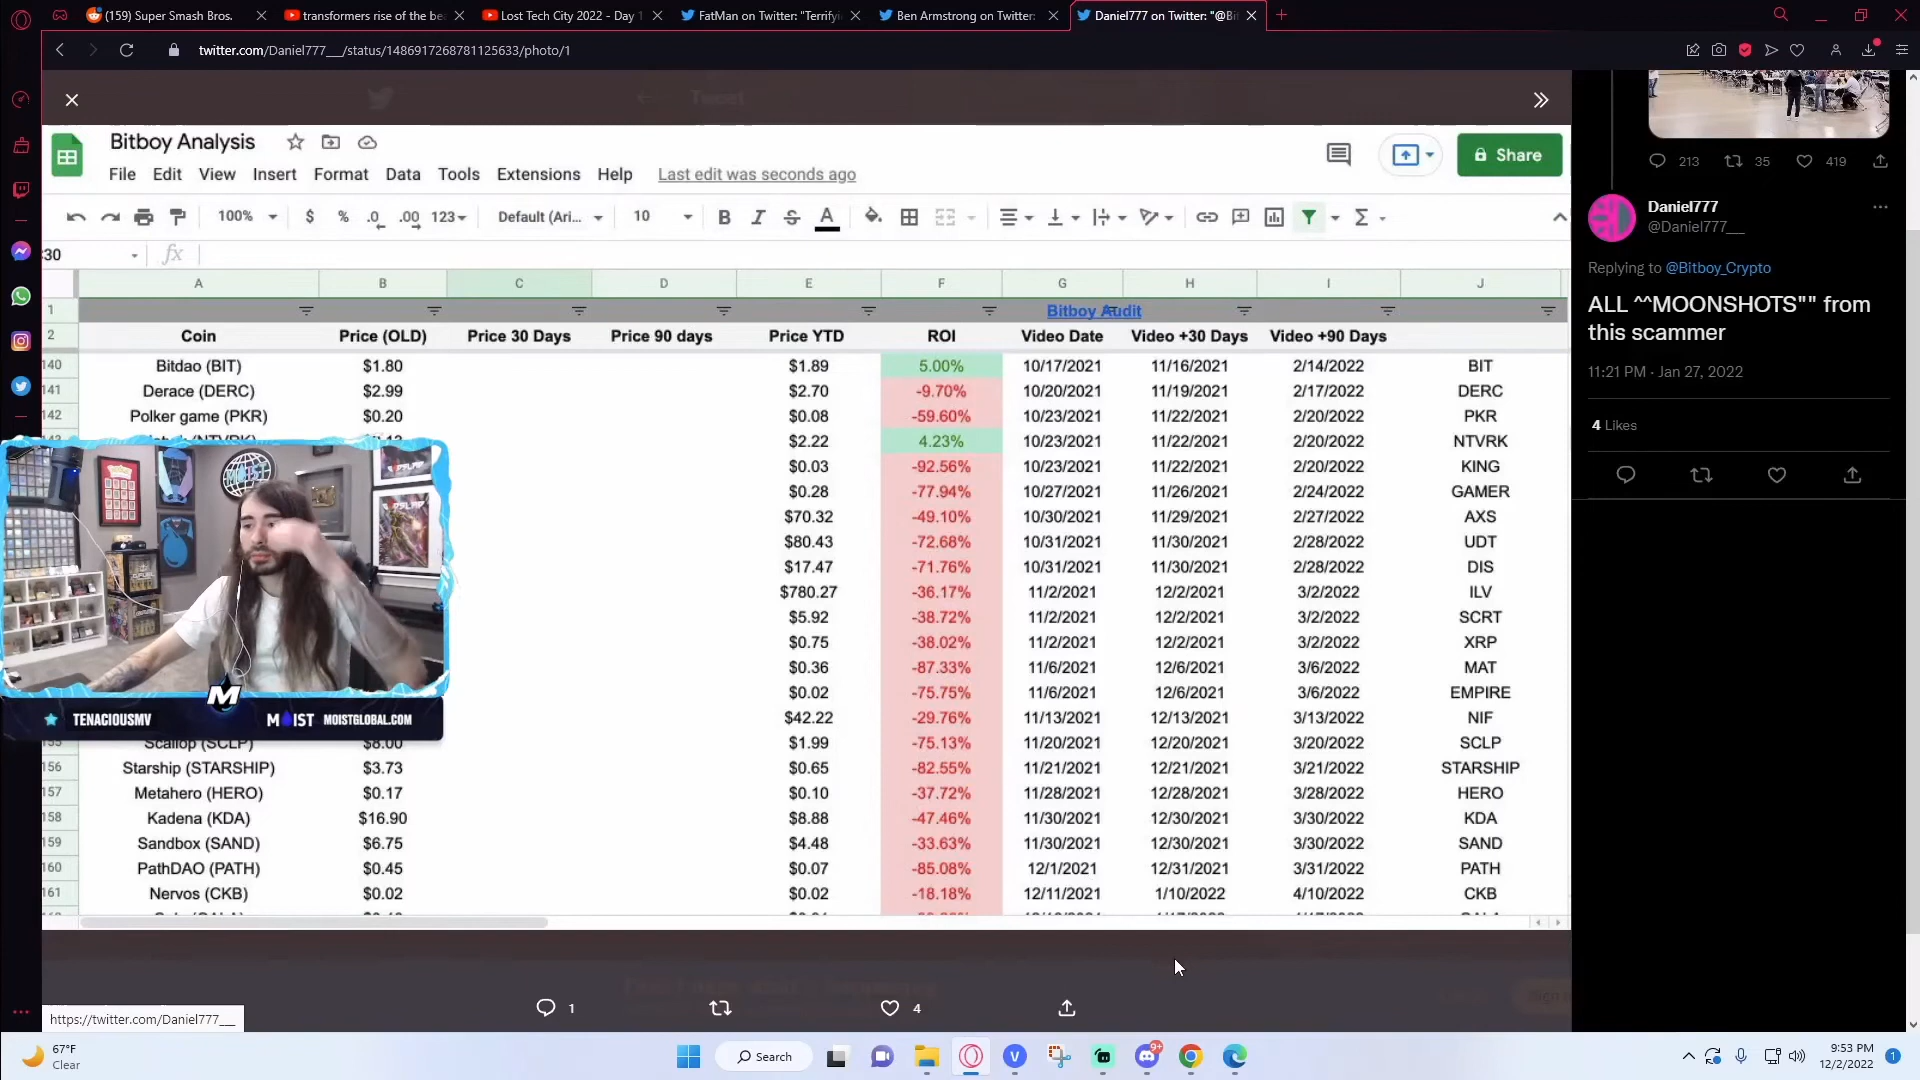 (159) Super Smash Bros.
transformers rise of the be
Lost Tech City 2022 - Day 1
FatMan on Twitter: "Terrifyi
Ben Armstrong on Twitter:
Daniel777 on Twitter: "@Bi
twitter.com/Daniel777__/status/1486917268781125633/photo/1
Tweet
Bitboy Analysis
Share
File Edit View Insert Format Data Tools Extensions Help Last edit was seconds ago
100% $ % .0 .00 123 Default (Ari... 10 B I S A Σ
30 fx
A B C D E F G H I J
1 Bitboy Audit
2 Coin Price (OLD) Price 30 Days Price 90 days Price YTD ROI Video Date Video +30 Days Video +90 Days
140 Bitdao (BIT) $1.80 $1.89 5.00% 10/17/2021 11/16/2021 2/14/2022 BIT
141 Derace (DERC) $2.99 $2.70 -9.70% 10/20/2021 11/19/2021 2/17/2022 DERC
142 Polker game (PKR) $0.20 $0.08 -59.60% 10/23/2021 11/22/2021 2/20/2022 PKR
$2.22 4.23% 10/23/2021 11/22/2021 2/20/2022 NTVRK
$0.03 -92.56% 10/23/2021 11/22/2021 2/20/2022 KING
$0.28 -77.94% 10/27/2021 11/26/2021 2/24/2022 GAMER
$70.32 -49.10% 10/30/2021 11/29/2021 2/27/2022 AXS
$80.43 -72.68% 10/31/2021 11/30/2021 2/28/2022 UDT
$17.47 -71.76% 10/31/2021 11/30/2021 2/28/2022 DIS
$780.27 -36.17% 11/2/2021 12/2/2021 3/2/2022 ILV
$5.92 -38.72% 11/2/2021 12/2/2021 3/2/2022 SCRT
$0.75 -38.02% 11/2/2021 12/2/2021 3/2/2022 XRP
$0.36 -87.33% 11/6/2021 12/6/2021 3/6/2022 MAT
$0.02 -75.75% 11/6/2021 12/6/2021 3/6/2022 EMPIRE
$42.22 -29.76% 11/13/2021 12/13/2021 3/13/2022 NIF
155 Scallop (SCLP) $8.00 $1.99 -75.13% 11/20/2021 12/20/2021 3/20/2022 SCLP
156 Starship (STARSHIP) $3.73 $0.65 -82.55% 11/21/2021 12/21/2021 3/21/2022 STARSHIP
157 Metahero (HERO) $0.17 $0.10 -37.72% 11/28/2021 12/28/2021 3/28/2022 HERO
158 Kadena (KDA) $16.90 $8.88 -47.46% 11/30/2021 12/30/2021 3/30/2022 KDA
159 Sandbox (SAND) $6.75 $4.48 -33.63% 11/30/2021 12/30/2021 3/30/2022 SAND
160 PathDAO (PATH) $0.45 $0.07 -85.08% 12/1/2021 12/31/2021 3/31/2022 PATH
161 Nervos (CKB) $0.02 $0.02 -18.18% 12/11/2021 1/10/2022 4/10/2022 CKB
MOIST
M
TENACIOUSMV MOIST MOISTGLOBAL.COM
213 35 419
Daniel777
@Daniel777__
Replying to @Bitboy_Crypto
ALL ^^MOONSHOTS"" from
this scammer
11:21 PM · Jan 27, 2022
4 Likes
1 4
https://twitter.com/Daniel777__
67°F
Clear
Search
V
9+
9:53 PM
12/2/2022
1